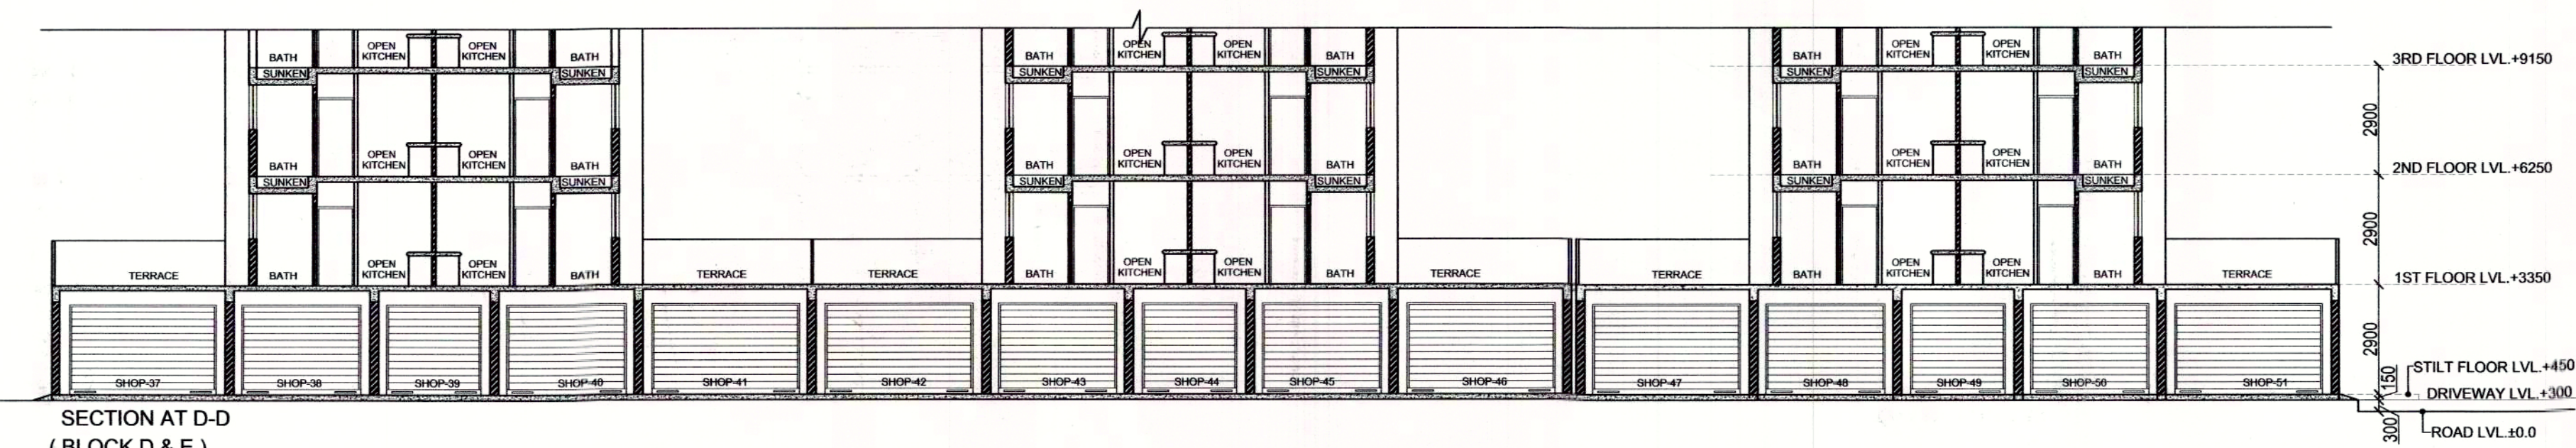 OPEN OPEN OPEN OPEN OPEN OPEN
BATH KITCHEN KITCHEN BATH BATH KITCHEN KITCHEN BATH BATH KITCHEN KITCHEN BATH
3RD FLOOR LVL.+9150
SUNKEN SUNKEN SUNKEN SUNKEN SUNKEN SUNKEN
2900
OPEN OPEN OPEN OPEN OPEN OPEN
BATH KITCHEN KITCHEN BATH BATH KITCHEN KITCHEN BATH BATH KITCHEN KITCHEN BATH
2ND FLOOR LVL.+6250
SUNKEN SUNKEN SUNKEN SUNKEN SUNKEN SUNKEN
2900
OPEN OPEN OPEN OPEN OPEN OPEN
TERRACE BATH KITCHEN KITCHEN BATH TERRACE TERRACE BATH KITCHEN KITCHEN BATH TERRACE TERRACE BATH KITCHEN KITCHEN BATH TERRACE
1ST FLOOR LVL.+3350
2900
STILT FLOOR LVL.+450
150
SHOP-37 SHOP-38 SHOP-39 SHOP-40 SHOP-41 SHOP-42 SHOP-43 SHOP-44 SHOP-45 SHOP-46 SHOP-47 SHOP-48 SHOP-49 SHOP-50 SHOP-51
DRIVEWAY LVL.+300
300
ROAD LVL.±0.0
SECTION AT D-D
( BLOCK D & E )